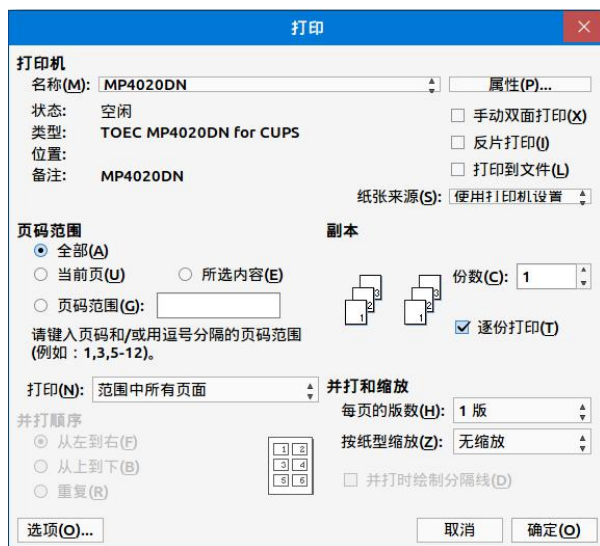 打印
打印机
名称(M): MP4020DN 属性(P)...
状态: 空闲 手动双面打印(X)
类型: TOEC MP4020DN for CUPS
位置: 反片打印(I)
备注: MP4020DN 打印到文件(L)
纸张来源(S): 使用打印机设置
页码范围 副本
全部(A)
当前页(U) 所选内容(E) 份数(C): 1
页码范围(G):
请键入页码和/或用逗号分隔的页码范围 逐份打印(T)
(例如：1,3,5-12)。
打印(N): 范围中所有页面 并打和缩放
并打顺序 每页的版数(H): 1 版
从左到右(F) 按纸型缩放(Z): 无缩放
从上到下(B)
重复(R) 并打时绘制分隔线(D)
1 2
3 4
5 6
选项(O)... 取消 确定(O)